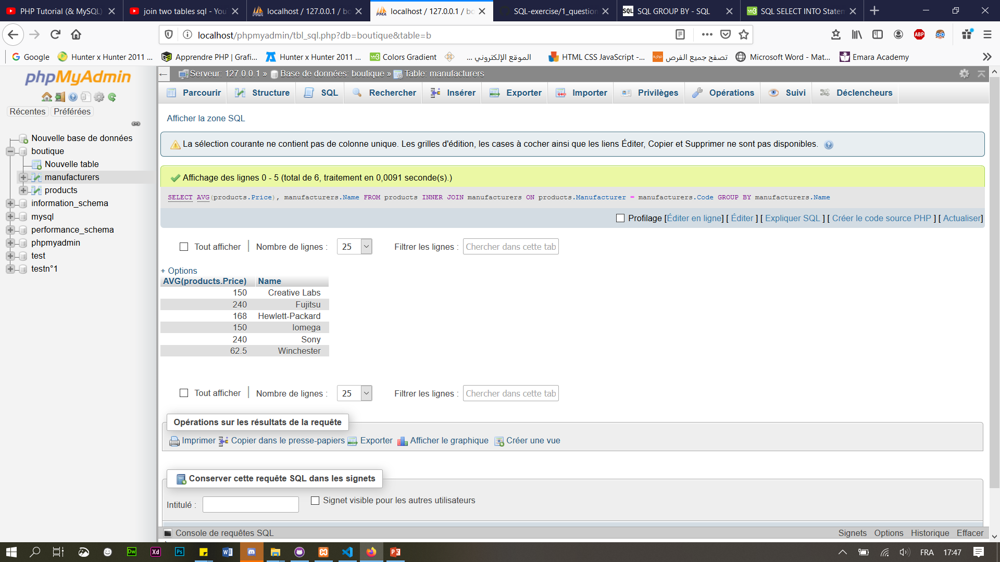 PHP Tutorial (& MySQL)
join two tables sql - You
localhost / 127.0.0.1 / bo
localhost / 127.0.0.1 / bo
SQL-exercise/1_question
SQL GROUP BY - SQL
SQL SELECT INTO Statem
localhost/phpmyadmin/tbl_sql.php?db=boutique&table=b
Google
Hunter x Hunter 2011 ...
Apprendre PHP | Grafi...
Hunter x Hunter 2011 ...
Colors Gradient
الموقع الإلكتروني ...
HTML CSS JavaScript -...
تصفح جميع الفرص
Microsoft Word - Mat...
Emara Academy
phpMyAdmin
Récentes Préférées
Nouvelle base de données
boutique
Nouvelle table
manufacturers
products
information_schema
mysql
performance_schema
phpmyadmin
test
testn°1
Serveur: 127.0.0.1 » Base de données: boutique » Table: manufacturers
Parcourir Structure SQL Rechercher Insérer Exporter Importer Privilèges Opérations Suivi Déclencheurs
Afficher la zone SQL
La sélection courante ne contient pas de colonne unique. Les grilles d'édition, les cases à cocher ainsi que les liens Éditer, Copier et Supprimer ne sont pas disponibles.
Affichage des lignes 0 - 5 (total de 6, traitement en 0,0091 seconde(s).)
SELECT AVG(products.Price), manufacturers.Name FROM products INNER JOIN manufacturers ON products.Manufacturer = manufacturers.Code GROUP BY manufacturers.Name
Profilage [Éditer en ligne] [ Éditer ] [ Expliquer SQL ] [ Créer le code source PHP ] [ Actualiser]
Tout afficher | Nombre de lignes : 25 Filtrer les lignes : Chercher dans cette tab
+ Options
AVG(products.Price) Name
150 Creative Labs
240 Fujitsu
168 Hewlett-Packard
150 Iomega
240 Sony
62.5 Winchester
Tout afficher | Nombre de lignes : 25 Filtrer les lignes : Chercher dans cette tab
Opérations sur les résultats de la requête
Imprimer Copier dans le presse-papiers Exporter Afficher le graphique Créer une vue
Conserver cette requête SQL dans les signets
Intitulé : Signet visible pour les autres utilisateurs
Console de requêtes SQL
Signets Options Historique Effacer
FRA 17:47